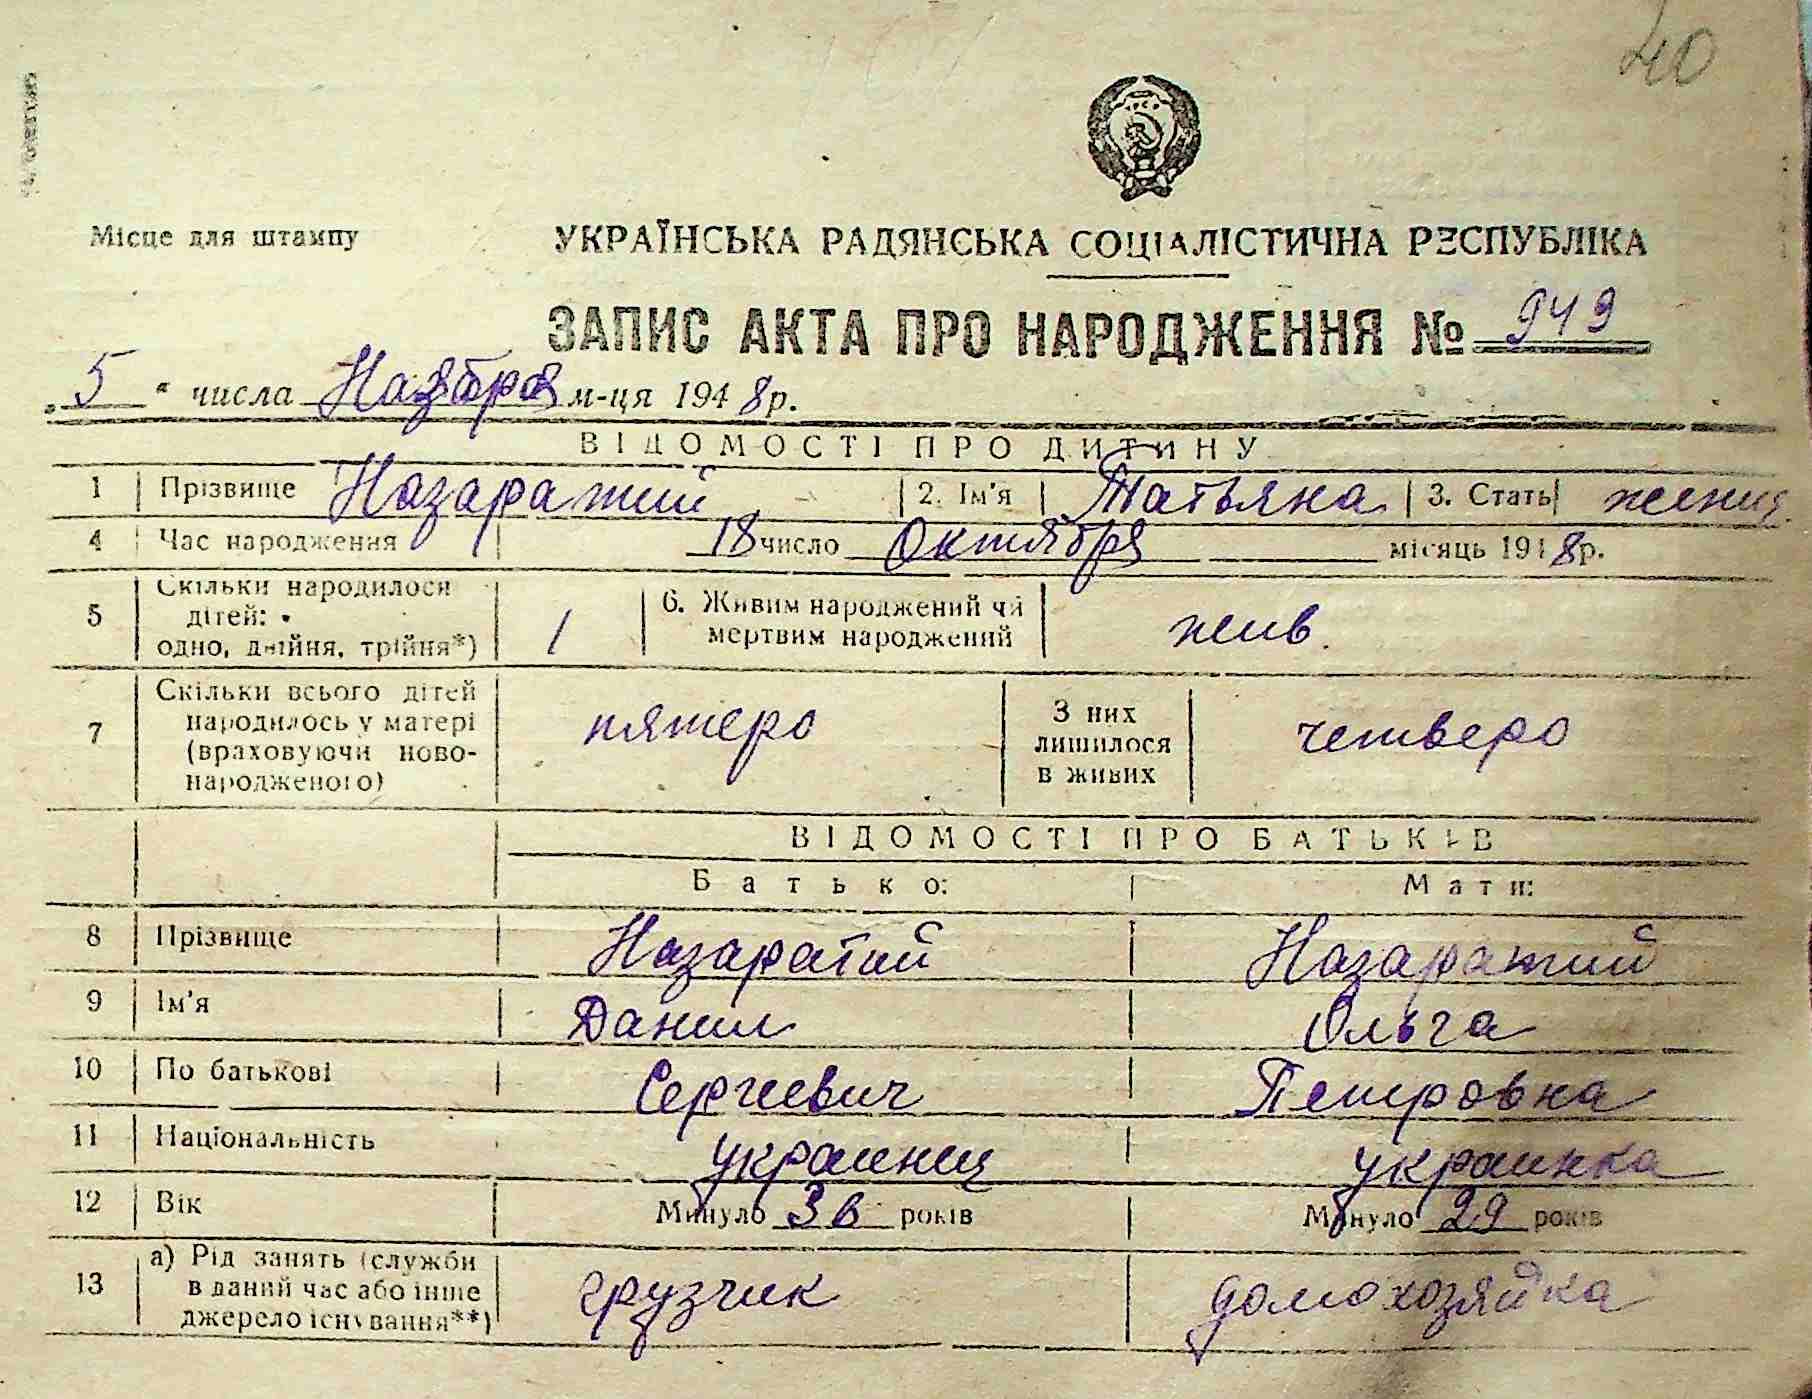 40
УРСР
Місце для штампу
УКРАЇНСЬКА РАДЯНСЬКА СОЦІАЛІСТИЧНА РЕСПУБЛІКА
ЗАПИС АКТА ПРО НАРОДЖЕННЯ № 949
„5“ числа м-ця 1948 р.
ВІДОМОСТІ ПРО ДИТИНУ
1 Прізвище Назаратий 2. Ім'я Татьяна 3. Стать женщ.
4 Час народження 18 число Октября місяць 1948 р.
5 Скільки народилося дітей: одно, двійня, трійня*) 1 6. Живим народжений чи мертвим народжений жив.
7 Скільки всього дітей народилось у матері (враховуючи новонародженого) пятеро З них лишилося в живих четверо
ВІДОМОСТІ ПРО БАТЬКІВ
Батько: Мати:
8 Прізвище Назаратий Назаратий
9 Ім'я Данил Ольга
10 По батькові Сергеевич Петровна
11 Національність украинец украинка
12 Вік Минуло 36 років Минуло 29 років
13 а) Рід занять (служби в даний час або інше джерело існування**) грузчик домохозяйка